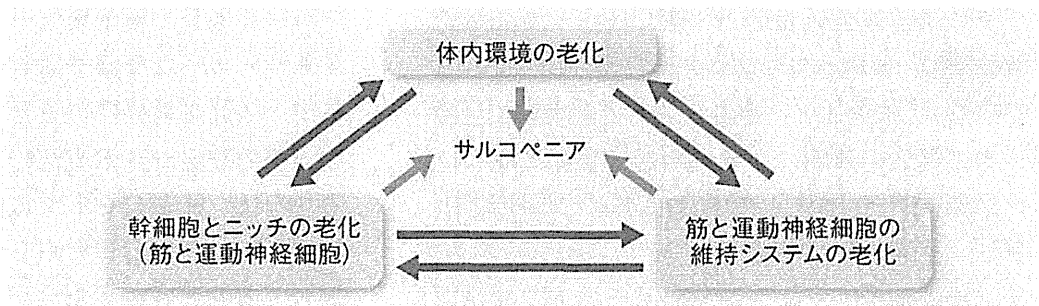 体内環境の老化
サルコペニア
幹細胞とニッチの老化
（筋と運動神経細胞）
筋と運動神経細胞の
維持システムの老化